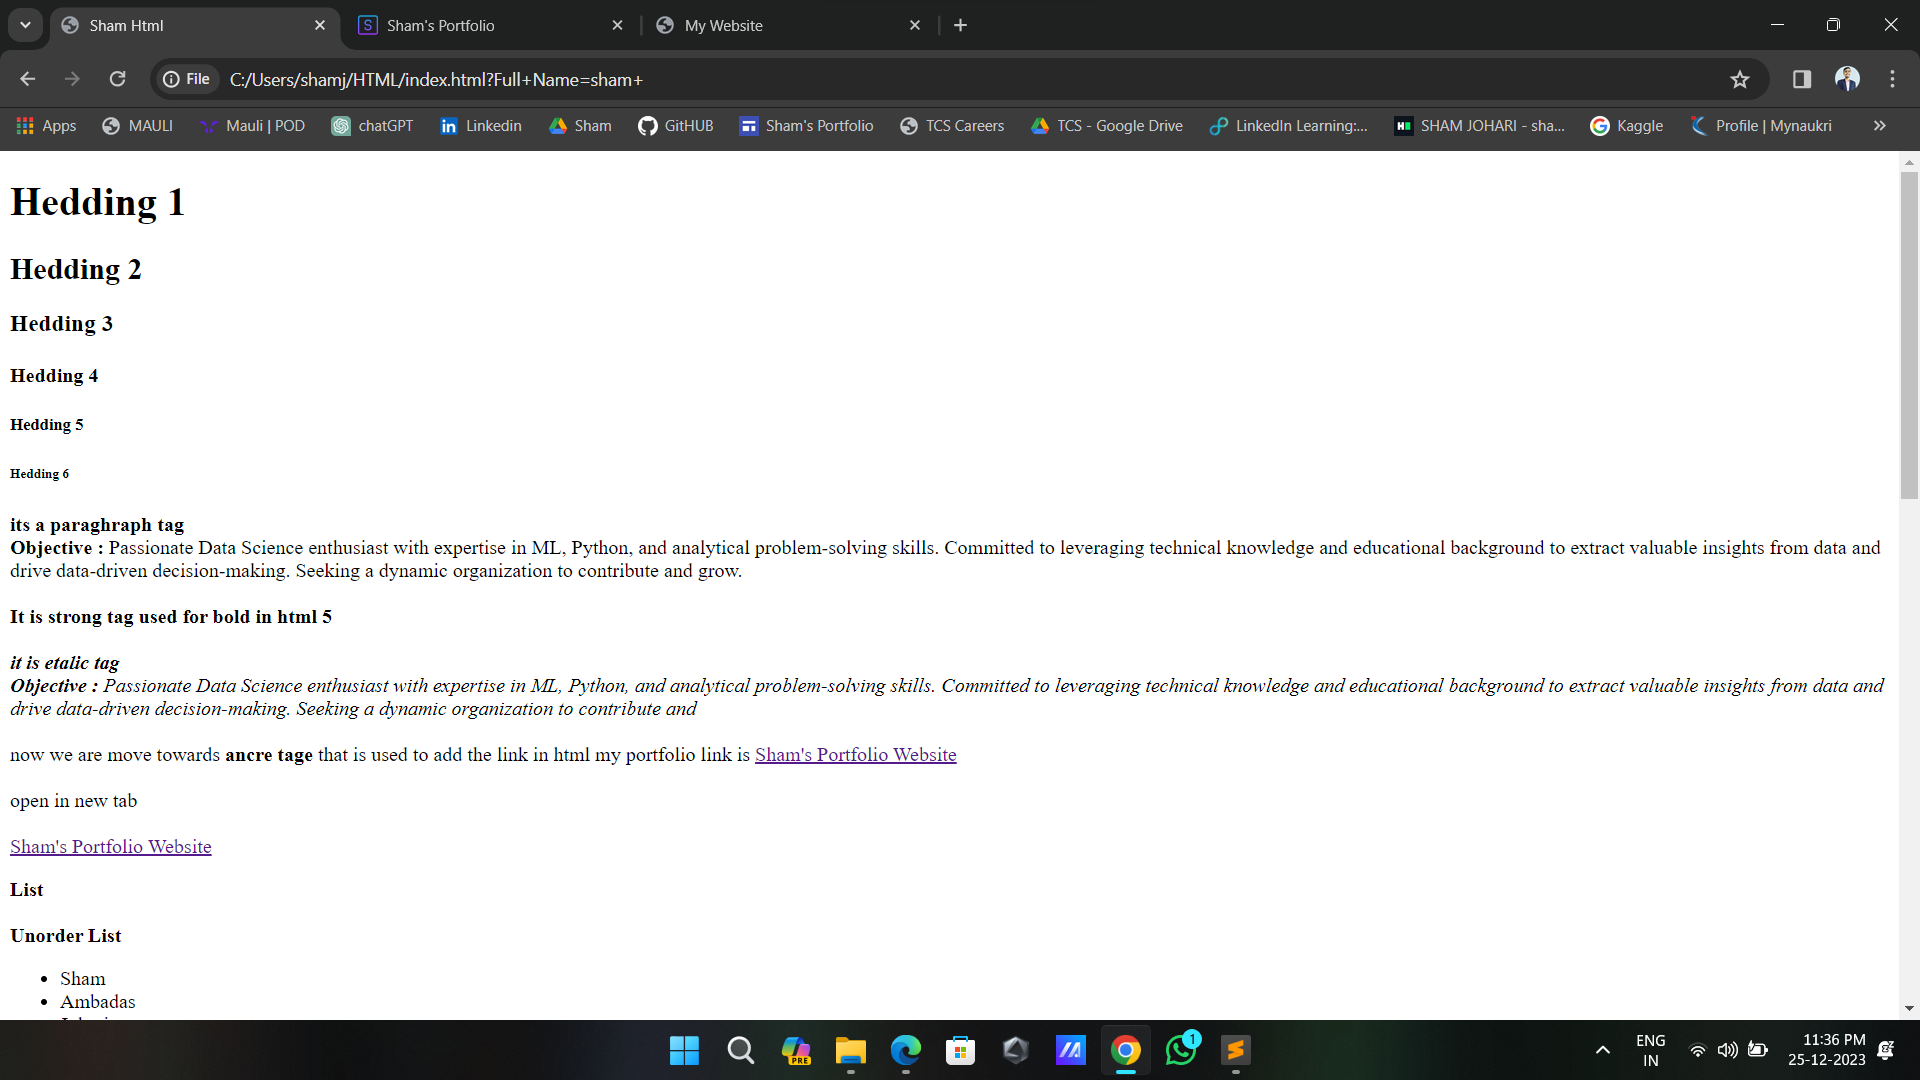 Sham Html
Sham's Portfolio
My Website
File
C:/Users/shamj/HTML/index.html?Full+Name=sham+
Apps
MAULI
Mauli | POD
chatGPT
Linkedin
Sham
GitHUB
Sham's Portfolio
TCS Careers
TCS - Google Drive
LinkedIn Learning:...
SHAM JOHARI - sha...
Kaggle
Profile | Mynaukri
Hedding 1
Hedding 2
Hedding 3
Hedding 4
Hedding 5
Hedding 6
its a paraghraph tag
Objective : Passionate Data Science enthusiast with expertise in ML, Python, and analytical problem-solving skills. Committed to leveraging technical knowledge and educational background to extract valuable insights from data and
drive data-driven decision-making. Seeking a dynamic organization to contribute and grow.
It is strong tag used for bold in html 5
it is etalic tag
Objective : Passionate Data Science enthusiast with expertise in ML, Python, and analytical problem-solving skills. Committed to leveraging technical knowledge and educational background to extract valuable insights from data and
drive data-driven decision-making. Seeking a dynamic organization to contribute and
now we are move towards ancre tage that is used to add the link in html my portfolio link is Sham's Portfolio Website
open in new tab
Sham's Portfolio Website
List
Unorder List
Sham
Ambadas
PRE
1
ENG
IN
11:36 PM
25-12-2023